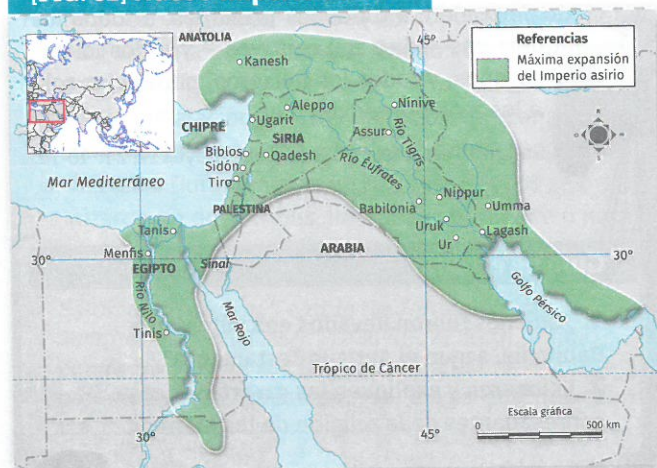 ANATOLIA
45°
Kanesh
Referencias
Máxima expansión
del Imperio asirio
Aleppo
Nínive
CHIPRE
Ugarit
SIRIA
Assur
Río Tigris
Biblos
Sidón
Tiro
Qadesh
Río Éufrates
Mar Mediterráneo
PALESTINA
Babilonia
Nippur
Umma
Uruk
Ur
Lagash
Tanis
Menfis
30°
EGIPTO
Sinaí
ARABIA
30°
Río Nilo
Mar Rojo
Golfo Pérsico
Tinis
Trópico de Cáncer
30°
45°
Escala gráfica
0 500 km